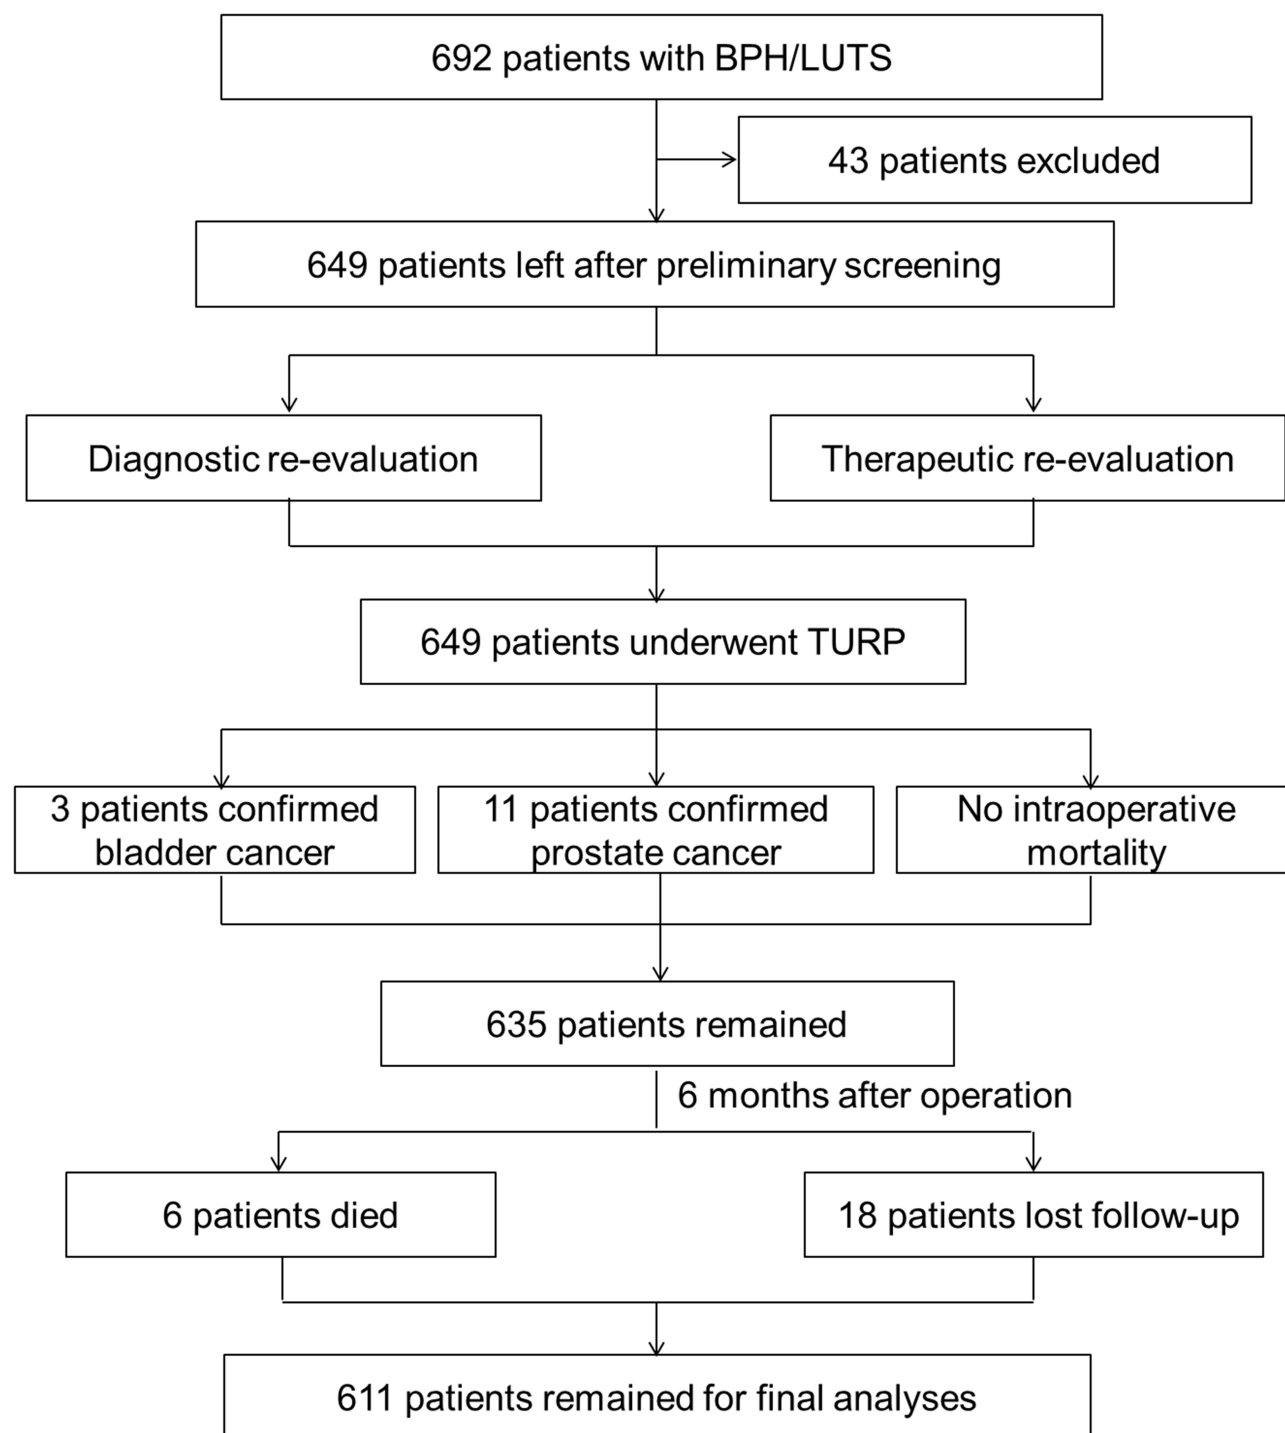 692 patients with BPH/LUTS
43 patients excluded
649 patients left after preliminary screening
Diagnostic re-evaluation
Therapeutic re-evaluation
649 patients underwent TURP
3 patients confirmed
bladder cancer
11 patients confirmed
prostate cancer
No intraoperative
mortality
635 patients remained
6 months after operation
6 patients died
18 patients lost follow-up
611 patients remained for final analyses